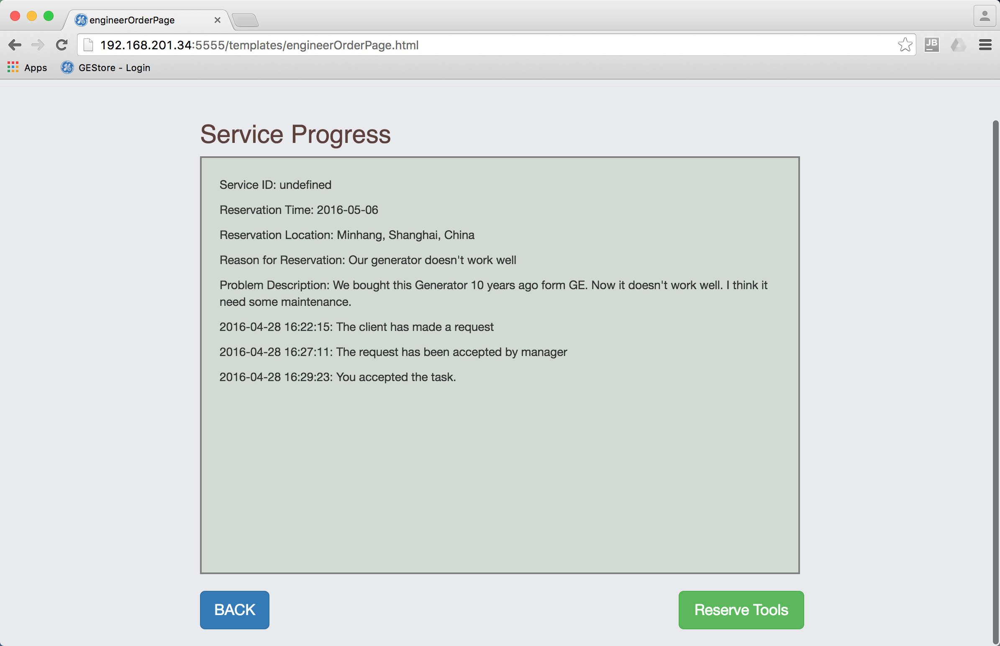 engineerOrderPage
192.168.201.34:5555/templates/engineerOrderPage.html
JB
Apps
GEStore - Login
Service Progress
Service ID: undefined
Reservation Time: 2016-05-06
Reservation Location: Minhang, Shanghai, China
Reason for Reservation: Our generator doesn't work well
Problem Description: We bought this Generator 10 years ago form GE. Now it doesn't work well. I think it
need some maintenance.
2016-04-28 16:22:15: The client has made a request
2016-04-28 16:27:11: The request has been accepted by manager
2016-04-28 16:29:23: You accepted the task.
BACK
Reserve Tools